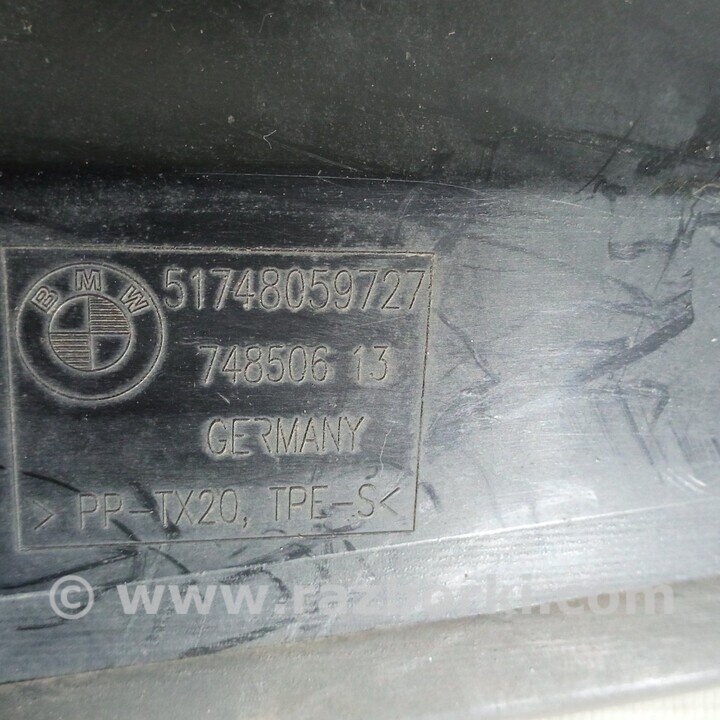 BMW
51748059727
748506 13
GERMANY
> PP-TX20, TPE-S<
© www.razborki.com